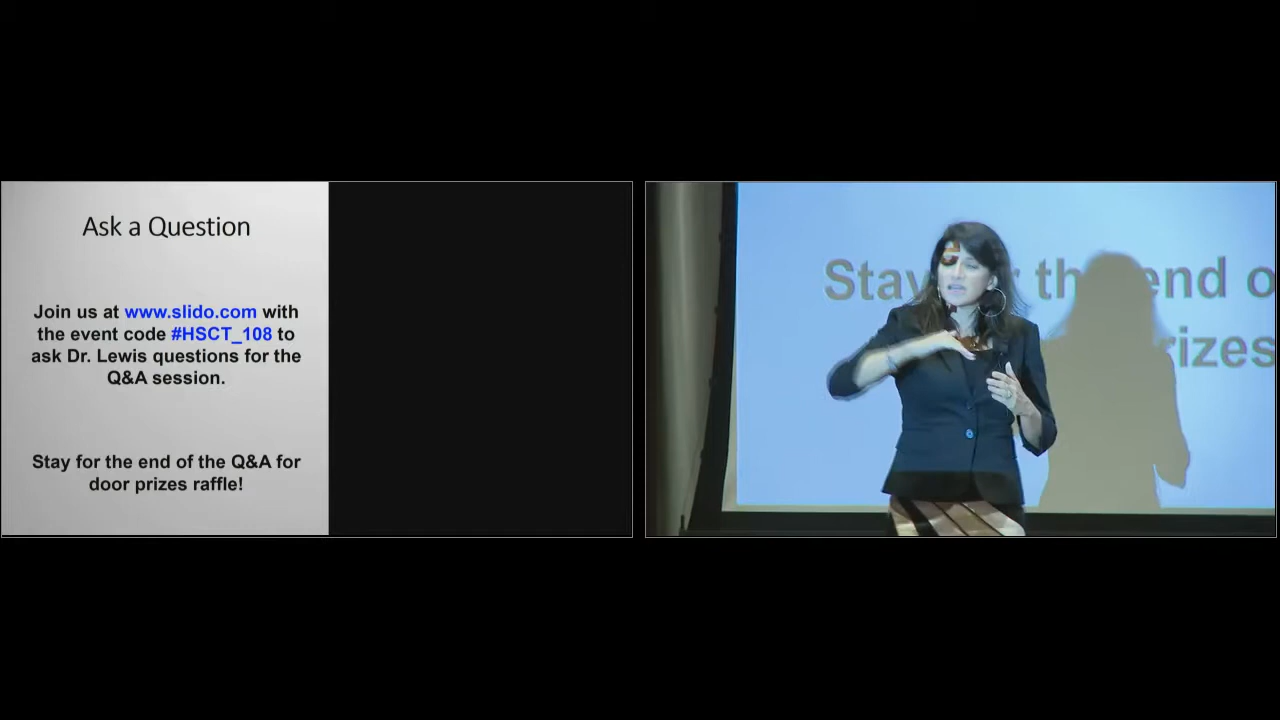 Ask a Question
Join us at www.slido.com with
the event code #HSCT_108 to
ask Dr. Lewis questions for the
Q&A session.
Stay for the end of the Q&A for
door prizes raffle!
Stay th end o
rizes